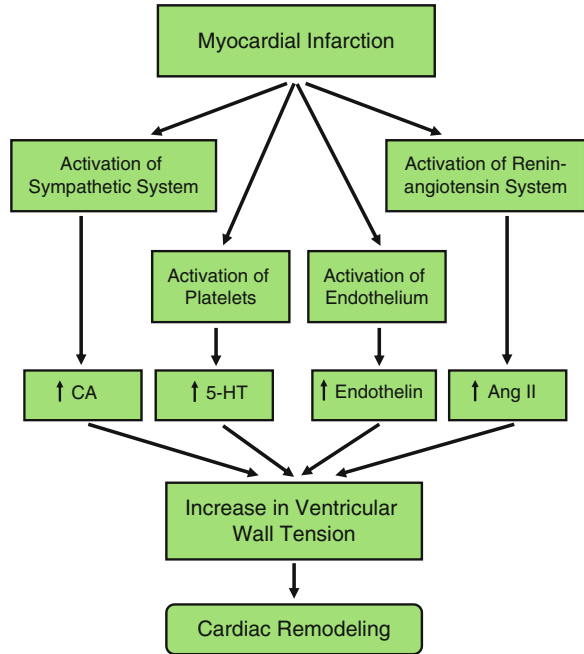 Myocardial Infarction
Activation of
Sympathetic System
Activation of Renin-
angiotensin System
Activation of
Platelets
Activation of
Endothelium
↑ CA
↑ 5-HT
↑ Endothelin
↑ Ang II
Increase in Ventricular
Wall Tension
Cardiac Remodeling